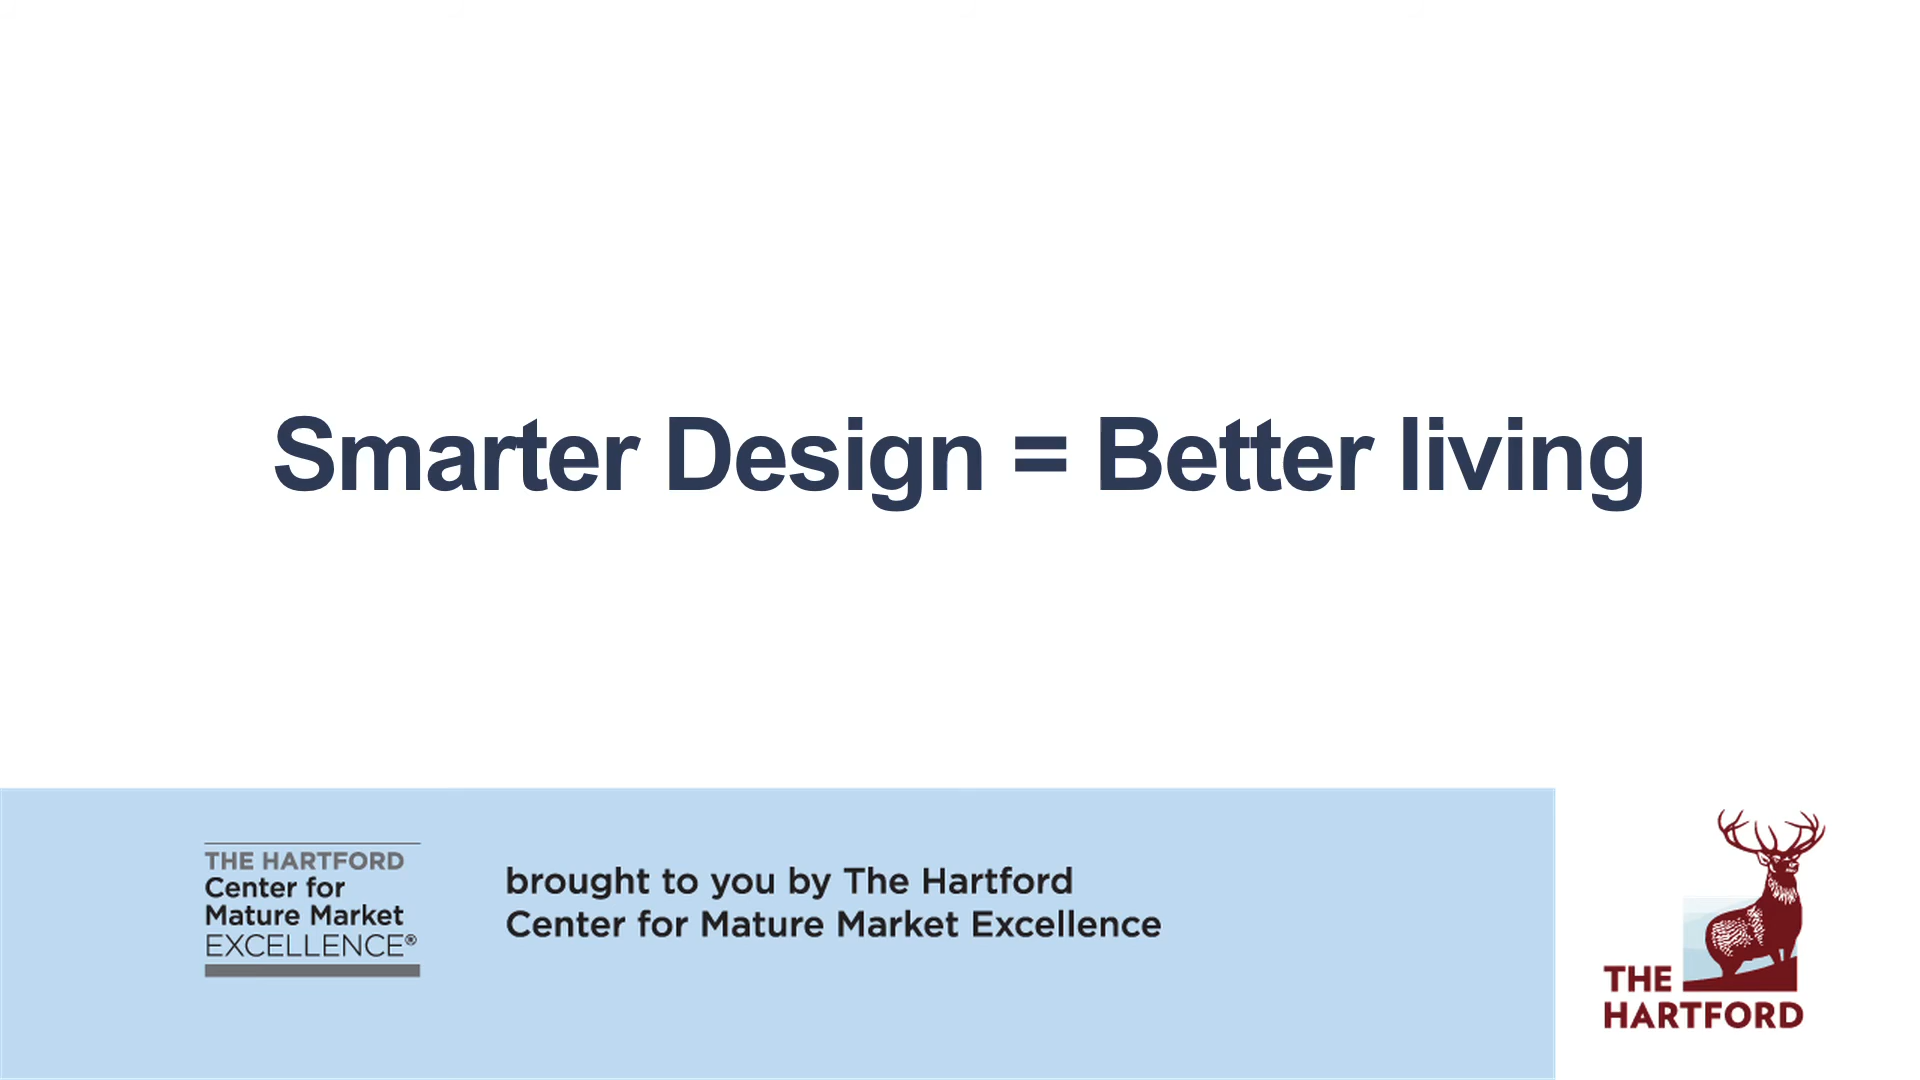 Smarter Design = Better living
THE HARTFORD
Center for
Mature Market
EXCELLENCE®
brought to you by The Hartford
Center for Mature Market Excellence
THE
HARTFORD